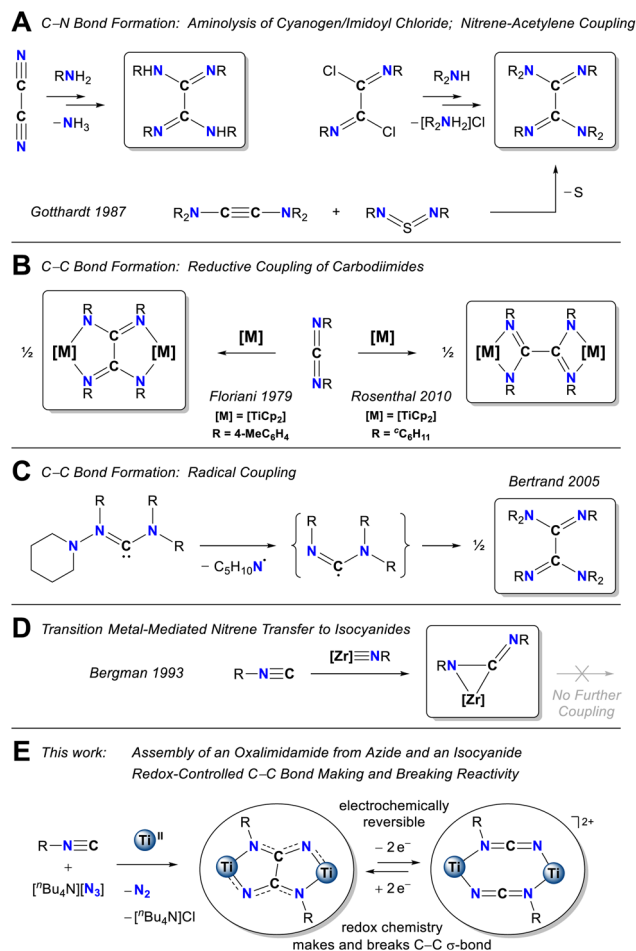 A C–N Bond Formation: Aminolysis of Cyanogen/Imidoyl Chloride; Nitrene-Acetylene Coupling
N
C
C
N
RNH2
–NH3
RHN NR
C
C
RN NHR
Cl NR
C
C
RN Cl
R2NH
–[R2NH2]Cl
R2N NR
C
C
RN NR2
Gotthardt 1987
R2N–C≡C–NR2 + RN=S=NR
–S
B C–C Bond Formation: Reductive Coupling of Carbodiimides
½
R R
N C N
[M] [M]
N C N
R R
[M]
Floriani 1979
[M] = [TiCp2]
R = 4-MeC6H4
NR
C
NR
[M]
Rosenthal 2010
[M] = [TiCp2]
R = cC6H11
½
R R
N N
[M] C–C [M]
N N
R R
C C–C Bond Formation: Radical Coupling
R R
N N N
C R
••
– C5H10N•
R R
N N
C R
•
½
Bertrand 2005
R2N NR
C
C
RN NR2
D Transition Metal-Mediated Nitrene Transfer to Isocyanides
Bergman 1993
R–N≡C
[Zr]≡NR
NR
RN C
[Zr]
No Further
Coupling
E This work: Assembly of an Oxalimidamide from Azide and an Isocyanide
Redox-Controlled C–C Bond Making and Breaking Reactivity
R–N≡C
+
[nBu4N][N3]
Ti II
–N2
–[nBu4N]Cl
R
N C N
Ti Ti
N C N
R
electrochemically
reversible
– 2e–
+ 2e–
redox chemistry
makes and breaks C–C σ-bond
R
N=C=N
Ti Ti
N=C=N
R
2+